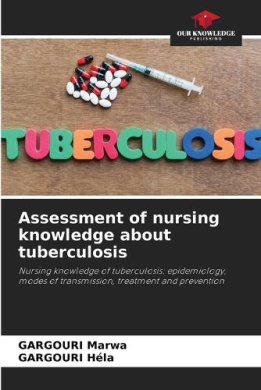 OUR KNOWLEDGE
PUBLISHING
TUBERCULOSIS
Assessment of nursing
knowledge about
tuberculosis
Nursing knowledge of tuberculosis: epidemiology,
modes of transmission, treatment and prevention
GARGOURI Marwa
GARGOURI Héla